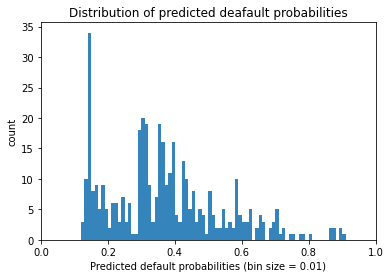 Distribution of predicted deafault probabilities
35
30
25
20
15
10
5
0
count
0.0 0.2 0.4 0.6 0.8 1.0
Predicted default probabilities (bin size = 0.01)